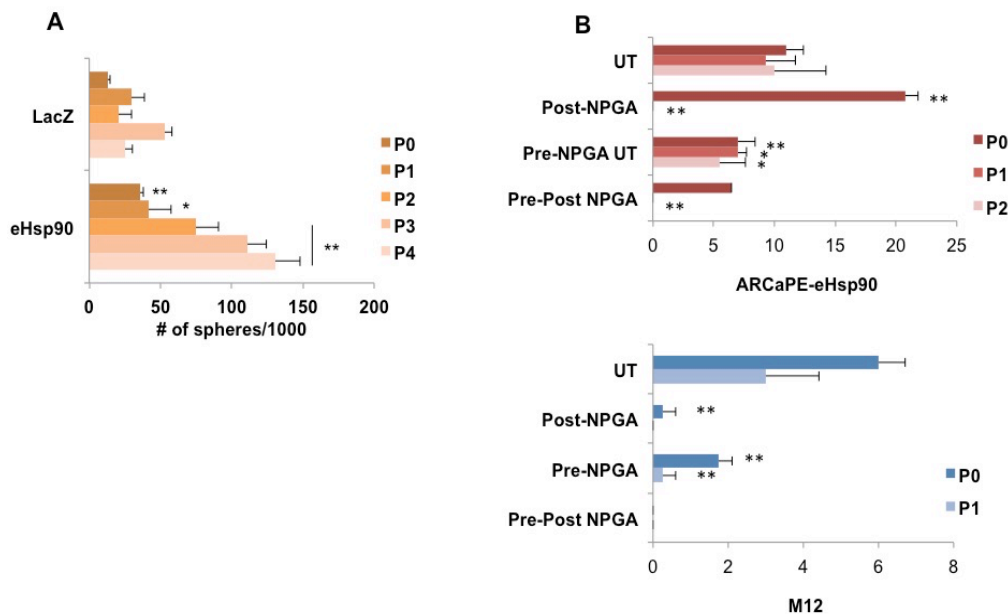 A
LacZ
eHsp90
**
*
**
P0
P1
P2
P3
P4
0 50 100 150 200
# of spheres/1000
B
UT
Post-NPGA
Pre-NPGA UT
Pre-Post NPGA
**
**
**
*
*
**
P0
P1
P2
0 5 10 15 20 25
ARCaPE-eHsp90
UT
Post-NPGA
Pre-NPGA
Pre-Post NPGA
**
**
**
P0
P1
0 2 4 6 8
M12